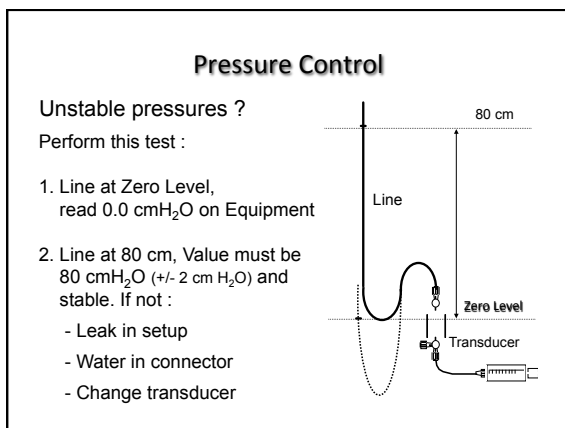 Pressure Control
Unstable pressures ?
Perform this test :
1. Line at Zero Level,
read 0.0 cmH₂O on Equipment
2. Line at 80 cm, Value must be
80 cmH₂O (+/- 2 cm H₂O) and
stable. If not :
- Leak in setup
- Water in connector
- Change transducer
80 cm
Line
Zero Level
Transducer